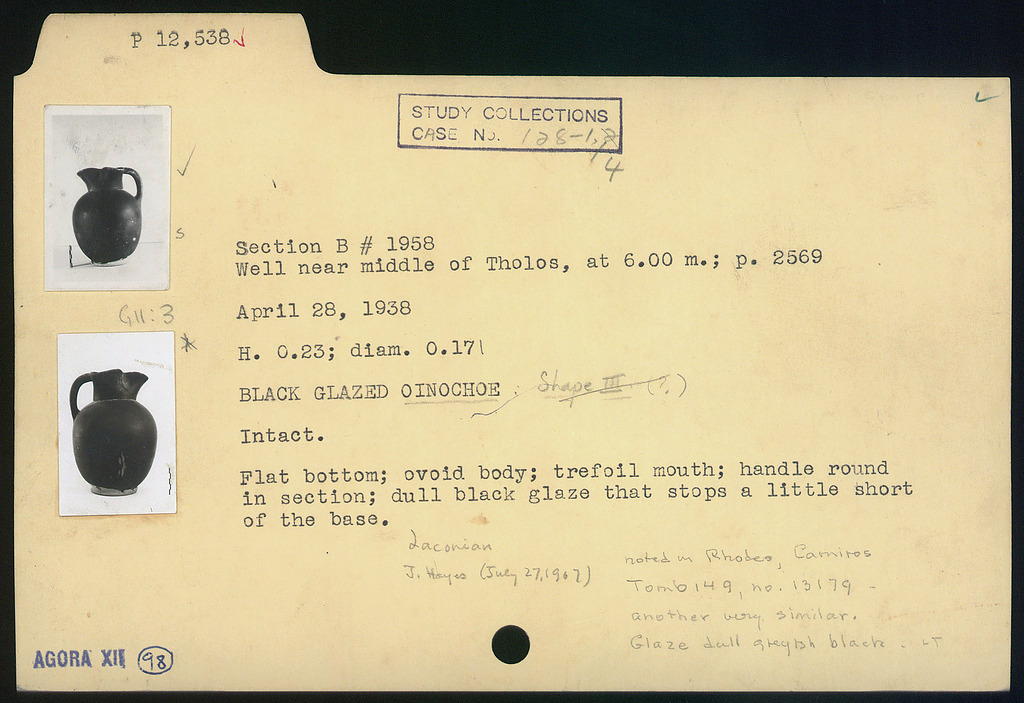 P 12,538 ✓
STUDY COLLECTIONS
CASE No. 128-
4
S
G11:3
Section B # 1958
Well near middle of Tholos, at 6.00 m.; p. 2569
April 28, 1938
H. 0.23; diam. 0.171
BLACK GLAZED OINOCHOE . Shape III (?)
Intact.
Flat bottom; ovoid body; trefoil mouth; handle round
in section; dull black glaze that stops a little short
of the base.
Laconian
J. Hayes (July 27, 1967)
noted in Rhodes, Camiros
Tomb 149, no. 13179 -
another very similar.
Glaze dull greyish black. LT
AGORA XII 98